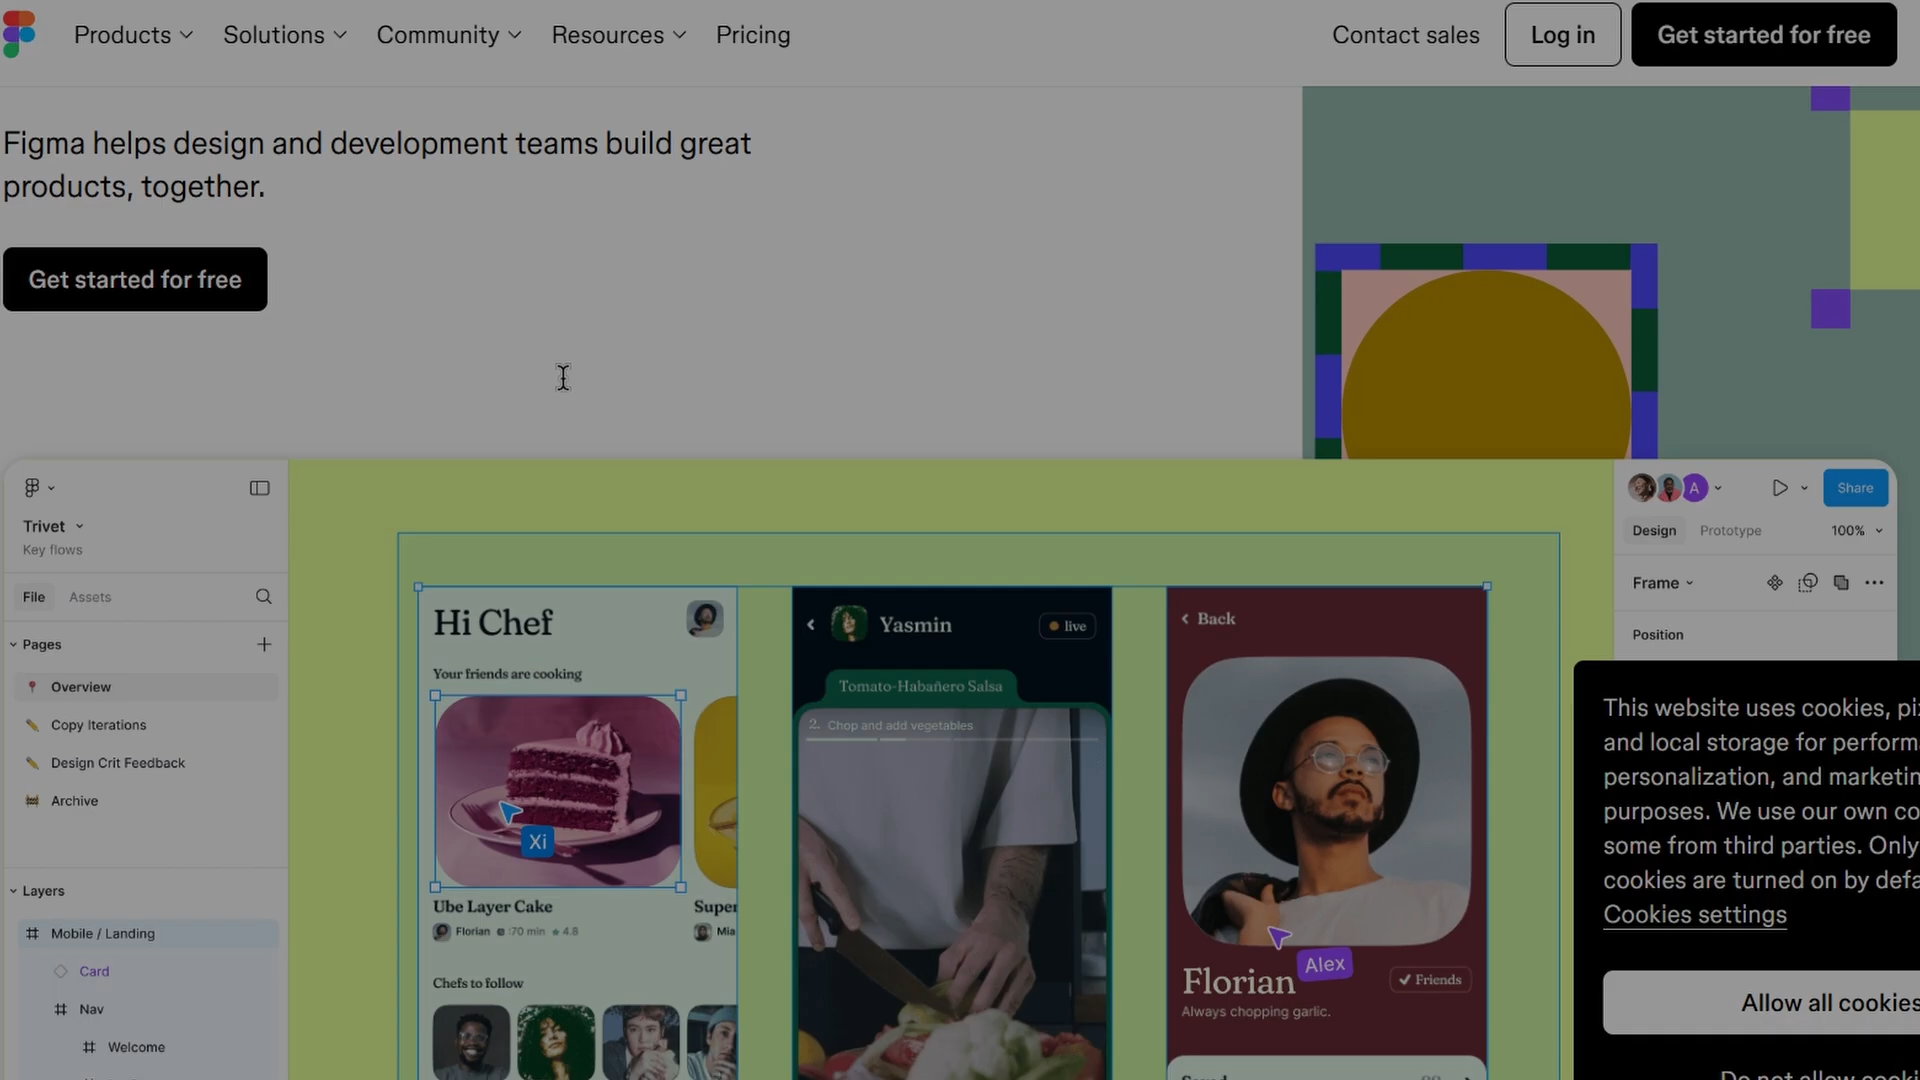 Products
Solutions
Community
Resources
Pricing
Contact sales
Log in
Get started for free
Figma helps design and development teams build great
products, together.
Get started for free
Trivet
Key flows
File
Assets
Pages
Overview
Copy Iterations
Design Crit Feedback
Archive
Layers
Mobile / Landing
Card
Nav
Welcome
Hi Chef
Your friends are cooking
Xi
Ube Layer Cake
Florian
70 min
4.8
Super
Mia
Chefs to follow
Yasmin
live
Tomato-Habañero Salsa
2. Chop and add vegetables
Back
Alex
Florian
Friends
Always chopping garlic.
A
Share
Design
Prototype
100%
Frame
Position
This website uses cookies, pix
and local storage for performa
personalization, and marketin
purposes. We use our own co
some from third parties. Only
cookies are turned on by defa
Cookies settings
Allow all cookies